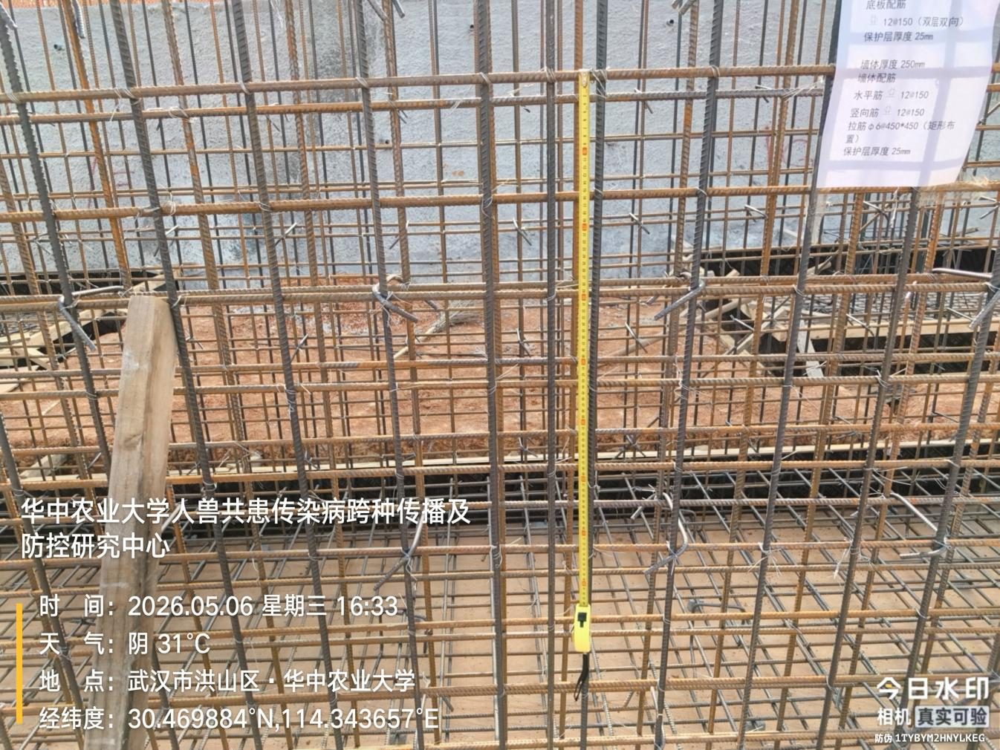 底板配筋
12@150（双层双向）
保护层厚度 25mm
墙体厚度 250mm
墙体配筋
水平筋 12@150
竖向筋 12@150
拉筋 φ6@450*450（矩形布
置）
保护层厚度 25mm
华中农业大学人兽共患传染病跨种传播及
防控研究中心
时 间：2026.05.06 星期三 16:33
天 气：阴 31℃
地 点：武汉市洪山区·华中农业大学
经纬度：30.469884°N,114.343657°E
今日水印
相机 真实可验
防伪 1TYBYM2HNYLKEG